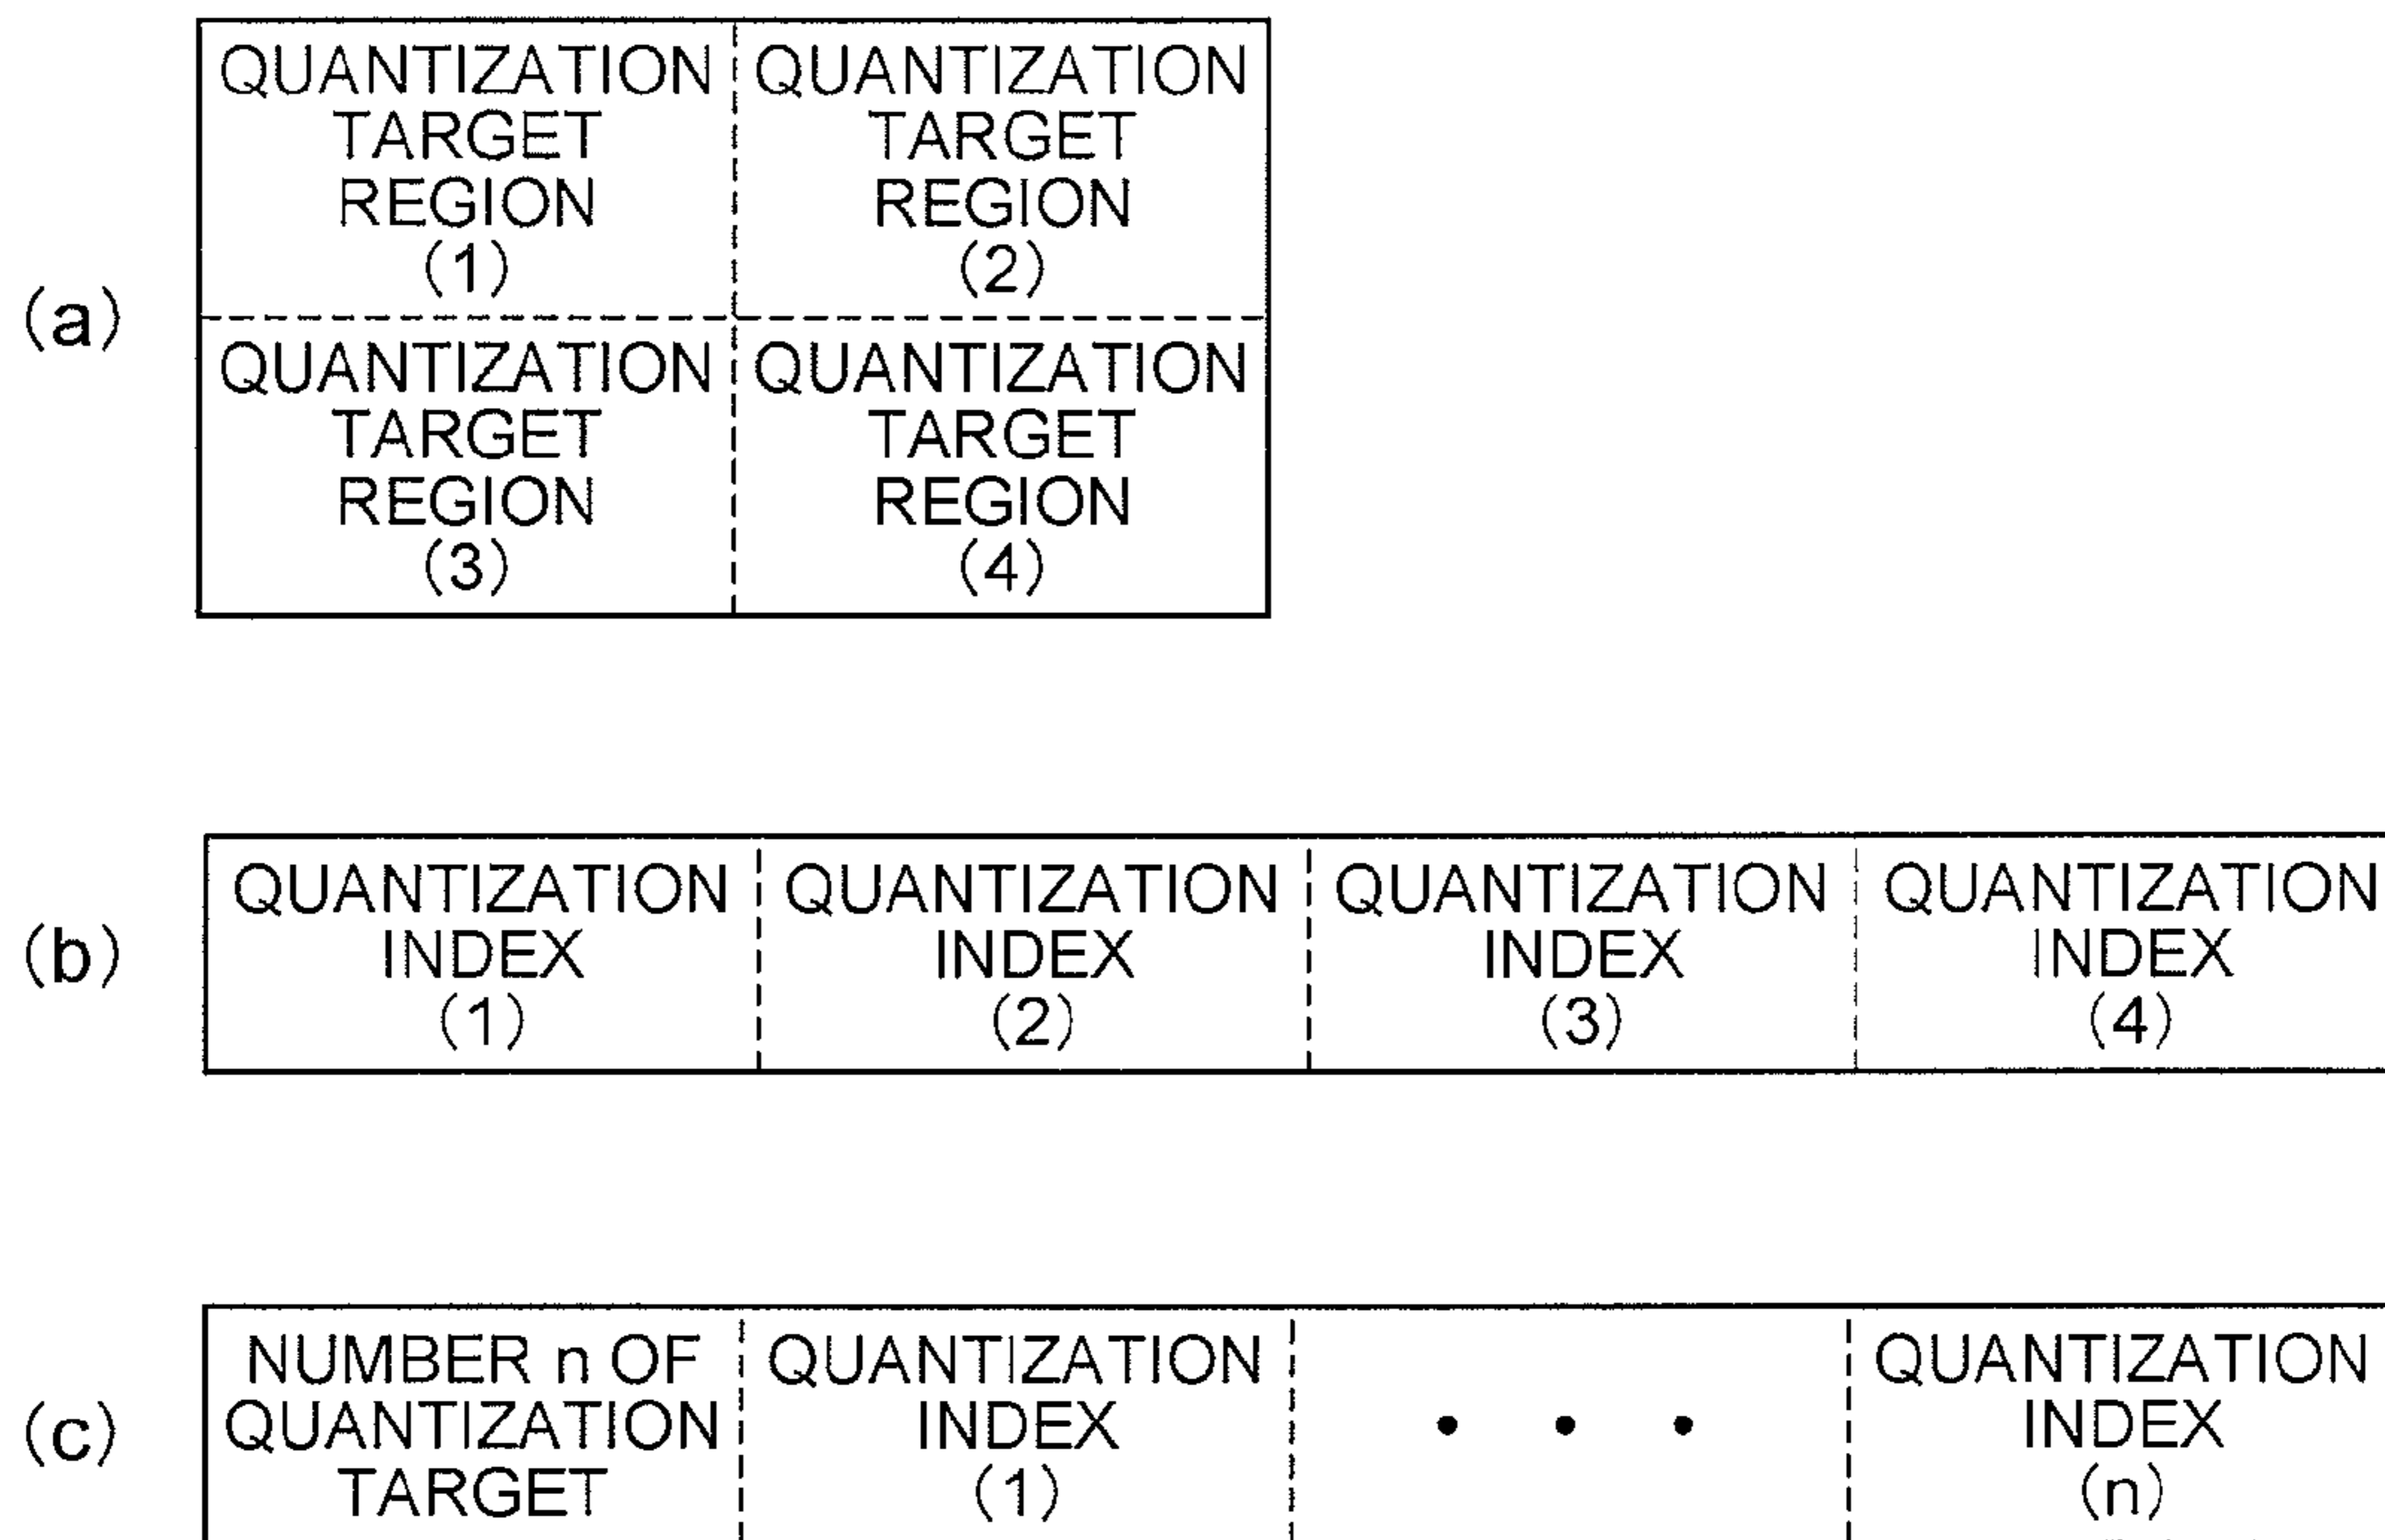 (a)
QUANTIZATION
TARGET
REGION
(1)
QUANTIZATION
TARGET
REGION
(2)
QUANTIZATION
TARGET
REGION
(3)
QUANTIZATION
TARGET
REGION
(4)
(b)
QUANTIZATION
INDEX
(1)
QUANTIZATION
INDEX
(2)
QUANTIZATION
INDEX
(3)
QUANTIZATION
INDEX
(4)
(c)
NUMBER n OF
QUANTIZATION
TARGET
QUANTIZATION
INDEX
(1)
• • •
QUANTIZATION
INDEX
(n)